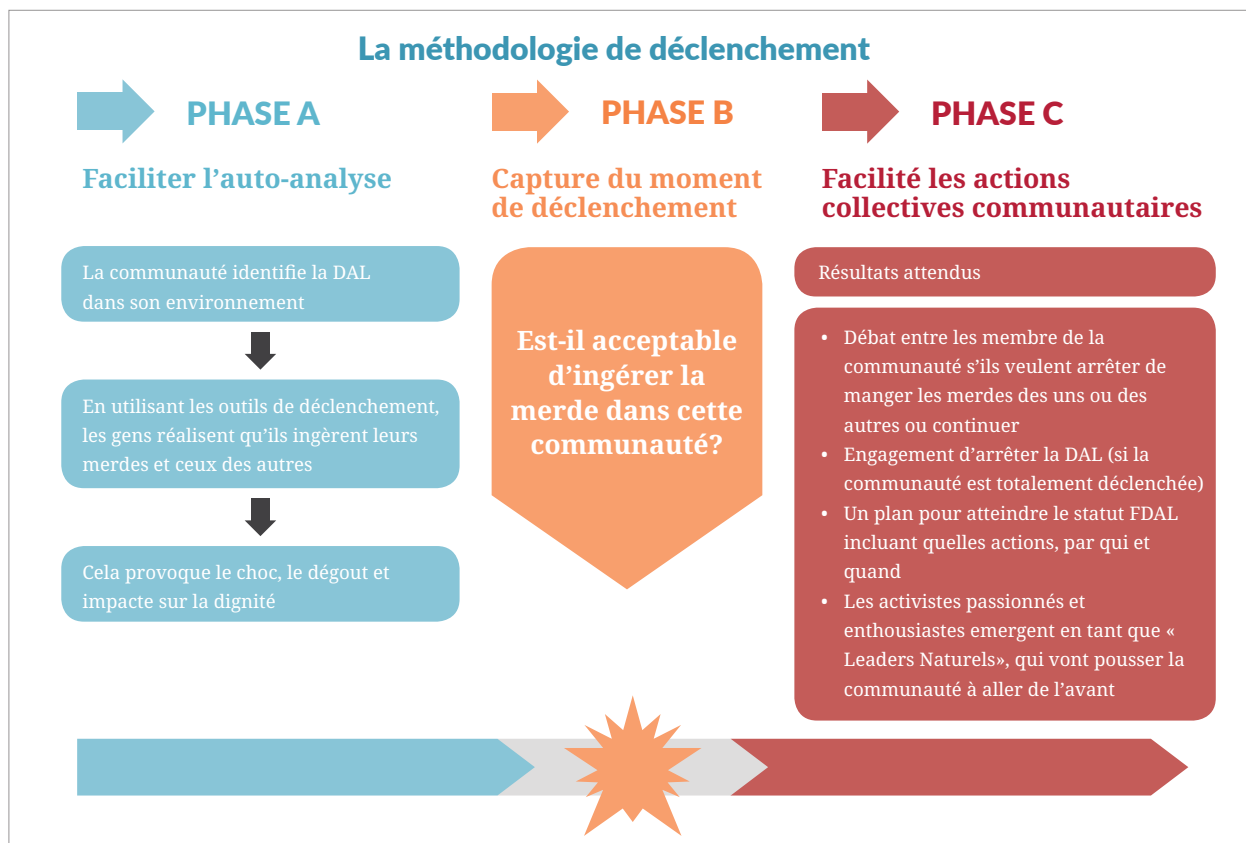 La méthodologie de déclenchement
PHASE A
Faciliter l’auto-analyse
La communauté identifie la DAL
dans son environnement
En utilisant les outils de déclenchement,
les gens réalisent qu’ils ingèrent leurs
merdes et ceux des autres
Cela provoque le choc, le dégout et
impacte sur la dignité
PHASE B
Capture du moment
de déclenchement
Est-il acceptable
d’ingérer la
merde dans cette
communauté?
PHASE C
Facilité les actions
collectives communautaires
Résultats attendus
• Débat entre les membre de la
communauté s’ils veulent arrêter de
manger les merdes des uns ou des
autres ou continuer
• Engagement d’arrêter la DAL (si la
communauté est totalement déclenchée)
• Un plan pour atteindre le statut FDAL
incluant quelles actions, par qui et
quand
• Les activistes passionnés et
enthousiastes emergent en tant que «
Leaders Naturels», qui vont pousser la
communauté à aller de l’avant